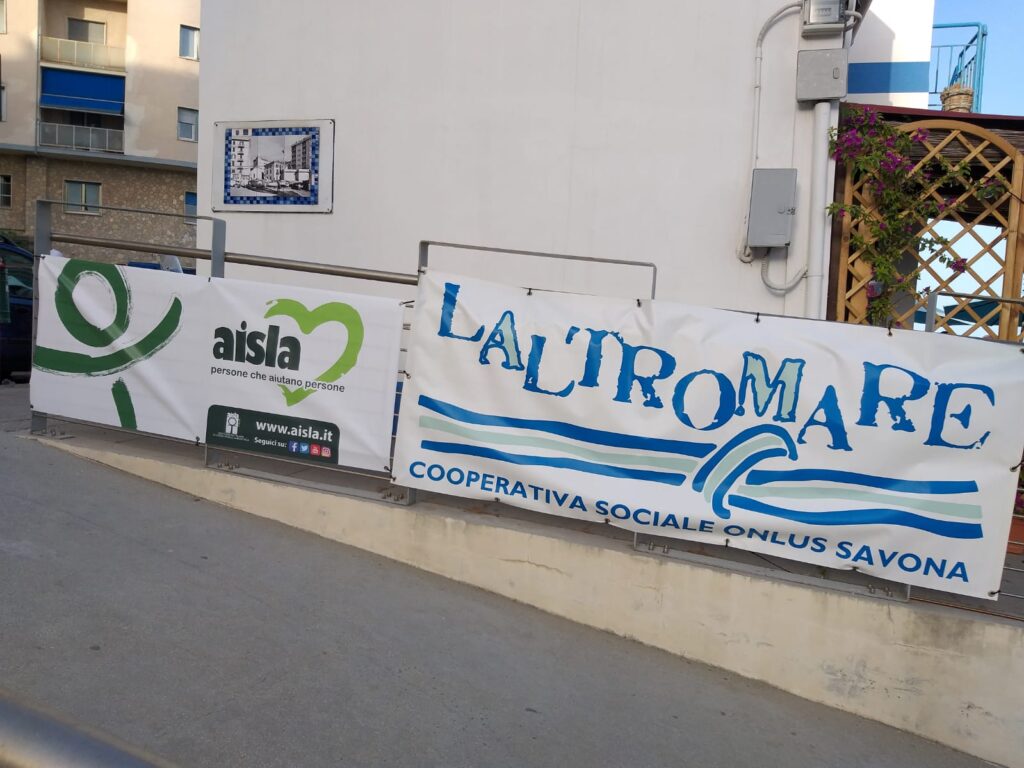 aisla
persone che aiutano persone
www.aisla.it
Seguici su:
L'ALTROMARE
COOPERATIVA SOCIALE ONLUS SAVONA